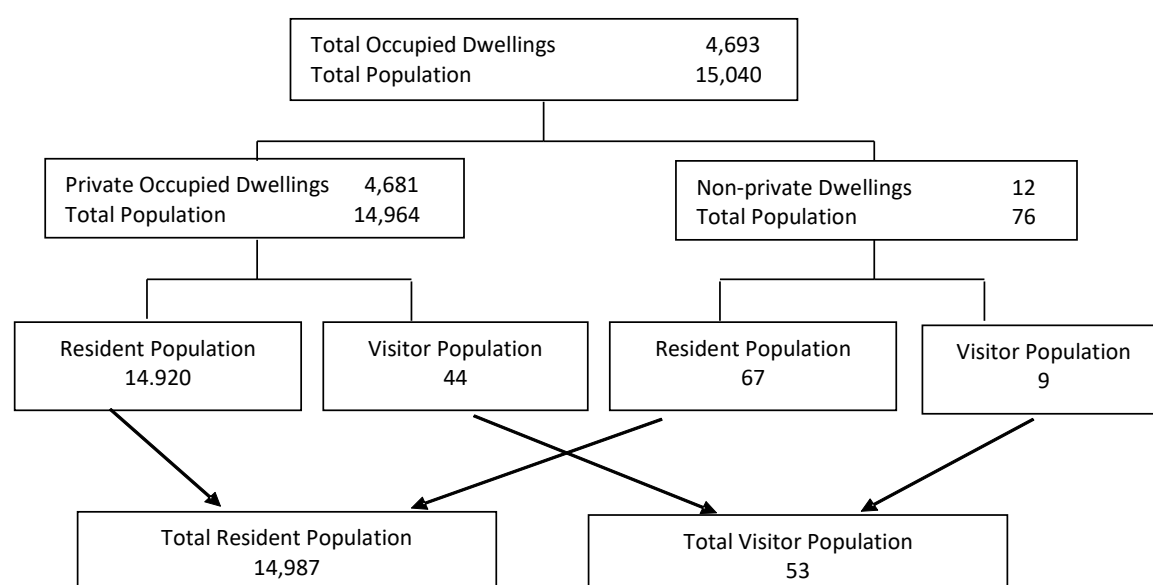 Total Occupied Dwellings 4,693
Total Population 15,040
Private Occupied Dwellings 4,681
Total Population 14,964
Non-private Dwellings 12
Total Population 76
Resident Population
14.920
Visitor Population
44
Resident Population
67
Visitor Population
9
Total Resident Population
14,987
Total Visitor Population
53